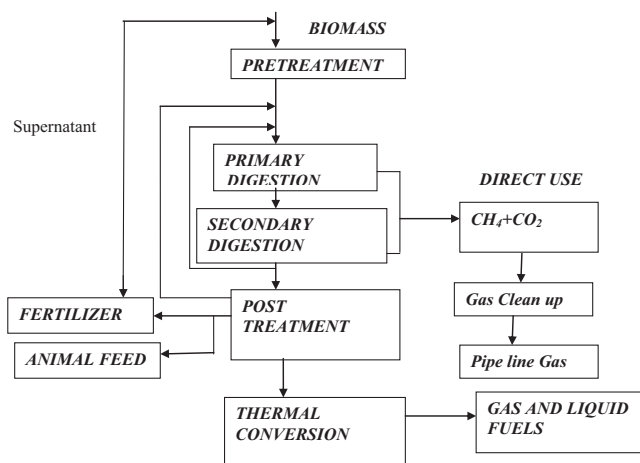 BIOMASS
PRETREATMENT
Supernatant
PRIMARY
DIGESTION
DIRECT USE
SECONDARY
DIGESTION
CH4+CO2
Gas Clean up
FERTILIZER
POST
TREATMENT
ANIMAL FEED
Pipe line Gas
THERMAL
CONVERSION
GAS AND LIQUID
FUELS